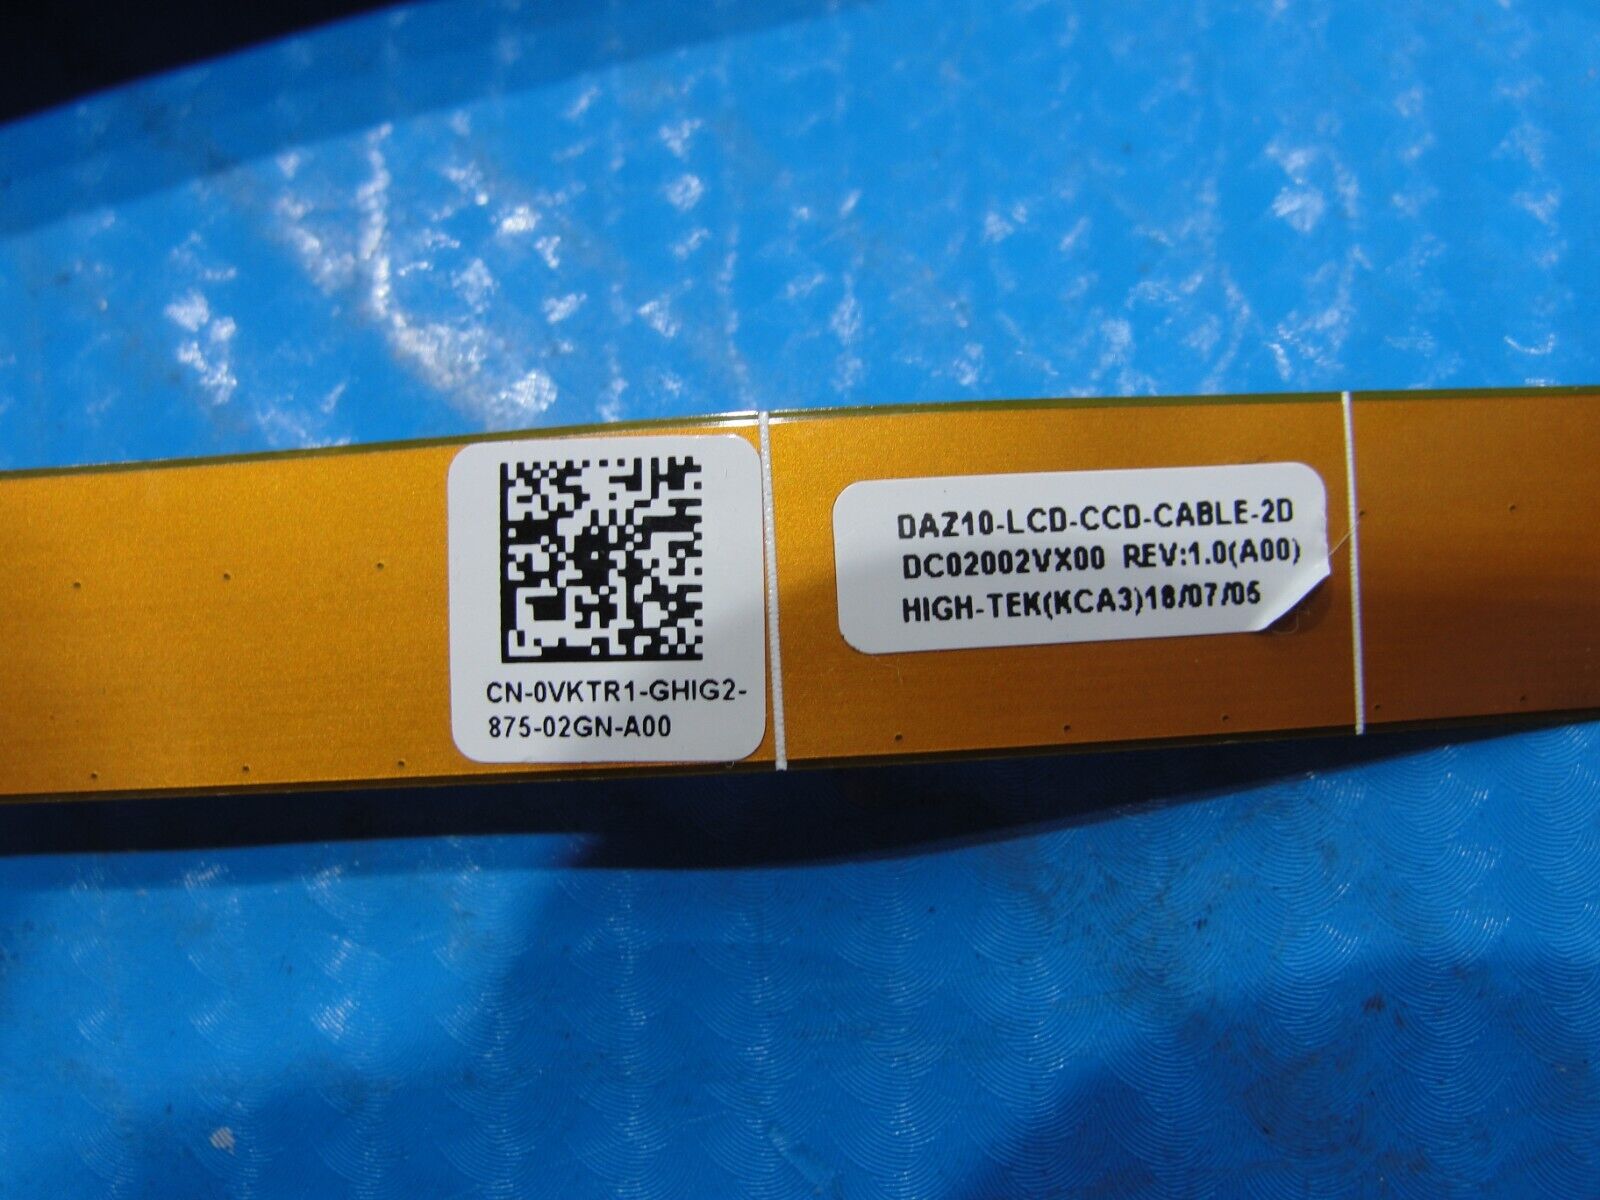 CN-0VKTR1-GHIG2-
875-02GN-A00
DAZ10-LCD-CCD-CABLE-2D
DC02002VX00 REV:1.0(A00)
HIGH-TEK(KCA3)18/07/05